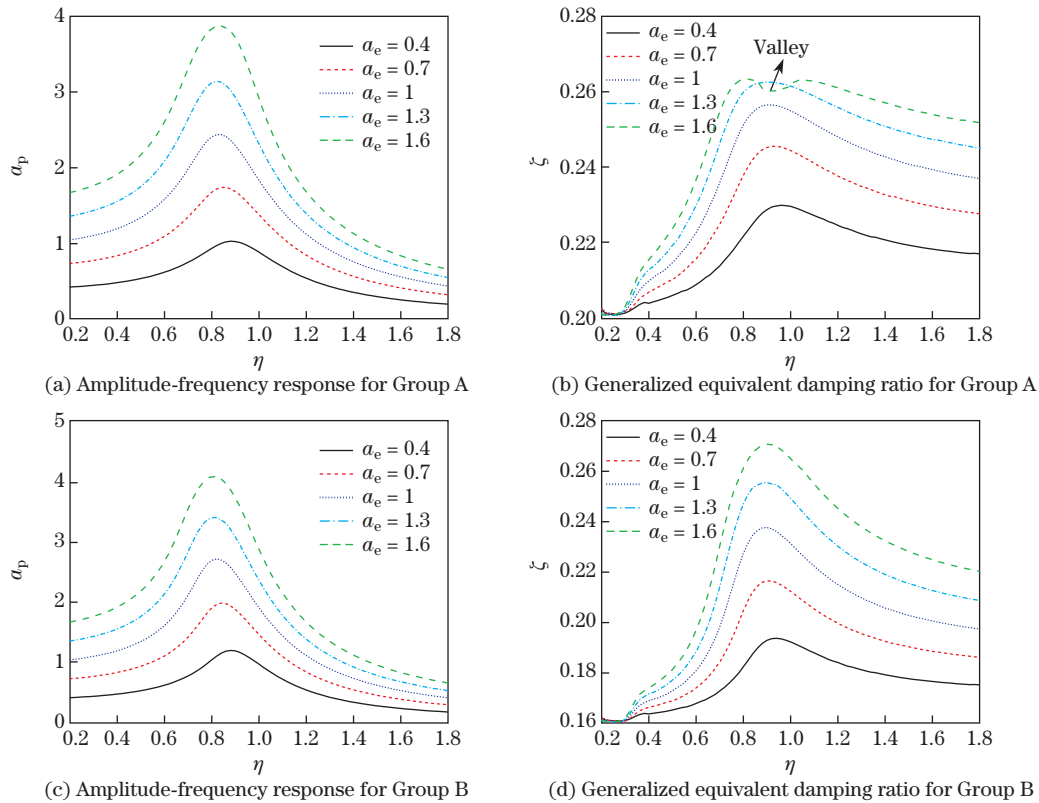 4
3
2
1
0
a_p
a_e = 0.4
a_e = 0.7
a_e = 1
a_e = 1.3
a_e = 1.6
0.2 0.4 0.6 0.8 1.0 1.2 1.4 1.6 1.8
η
(a) Amplitude-frequency response for Group A
0.28
0.26
0.24
0.22
0.20
ζ
a_e = 0.4
a_e = 0.7
a_e = 1
a_e = 1.3
a_e = 1.6
Valley
0.2 0.4 0.6 0.8 1.0 1.2 1.4 1.6 1.8
η
(b) Generalized equivalent damping ratio for Group A
5
4
3
2
1
0
a_p
a_e = 0.4
a_e = 0.7
a_e = 1
a_e = 1.3
a_e = 1.6
0.2 0.4 0.6 0.8 1.0 1.2 1.4 1.6 1.8
η
(c) Amplitude-frequency response for Group B
0.28
0.26
0.24
0.22
0.20
0.18
0.16
ζ
a_e = 0.4
a_e = 0.7
a_e = 1
a_e = 1.3
a_e = 1.6
0.2 0.4 0.6 0.8 1.0 1.2 1.4 1.6 1.8
η
(d) Generalized equivalent damping ratio for Group B